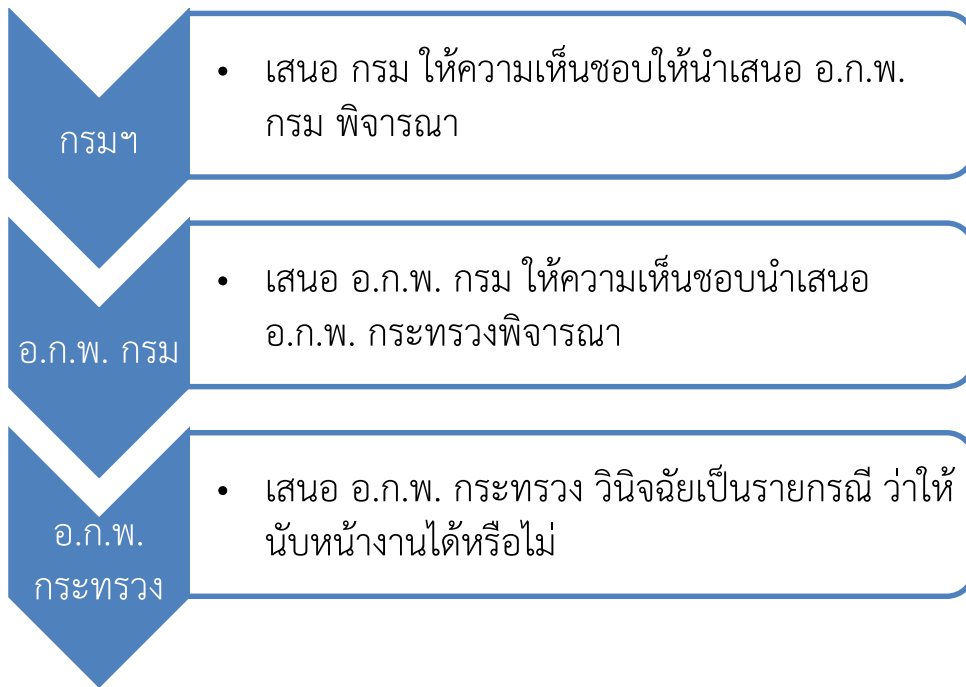 กรมฯ
• เสนอ กรม ให้ความเห็นชอบให้นำเสนอ อ.ก.พ.
กรม พิจารณา
อ.ก.พ. กรม
• เสนอ อ.ก.พ. กรม ให้ความเห็นชอบนำเสนอ
อ.ก.พ. กระทรวงพิจารณา
อ.ก.พ.
กระทรวง
• เสนอ อ.ก.พ. กระทรวง วินิจฉัยเป็นรายกรณี ว่าให้
นับหน้างานได้หรือไม่